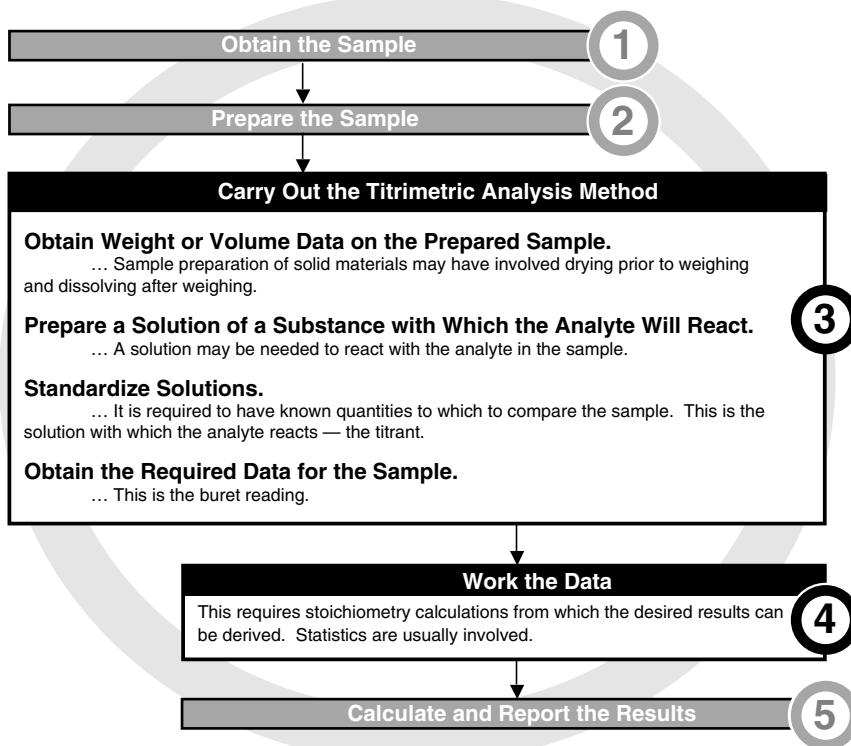 Obtain the Sample
1
Prepare the Sample
2
Carry Out the Titrimetric Analysis Method
Obtain Weight or Volume Data on the Prepared Sample.
… Sample preparation of solid materials may have involved drying prior to weighing
and dissolving after weighing.
3
Prepare a Solution of a Substance with Which the Analyte Will React.
… A solution may be needed to react with the analyte in the sample.
Standardize Solutions.
… It is required to have known quantities to which to compare the sample. This is the
solution with which the analyte reacts — the titrant.
Obtain the Required Data for the Sample.
… This is the buret reading.
Work the Data
This requires stoichiometry calculations from which the desired results can
be derived. Statistics are usually involved.
4
Calculate and Report the Results
5